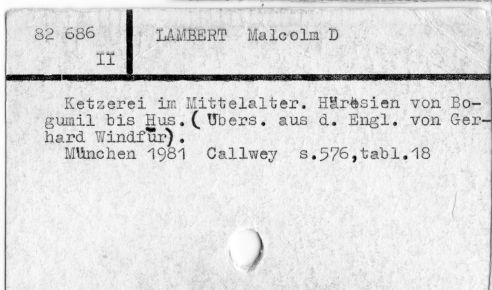 82 686
II
LAMBERT Malcolm D
Ketzerei im Mittelalter. Häresien von Bo-
gumil bis Hus. (Übers. aus d. Engl. von Ger-
hard Windfur).
München 1981 Callwey s.576,tabl.18